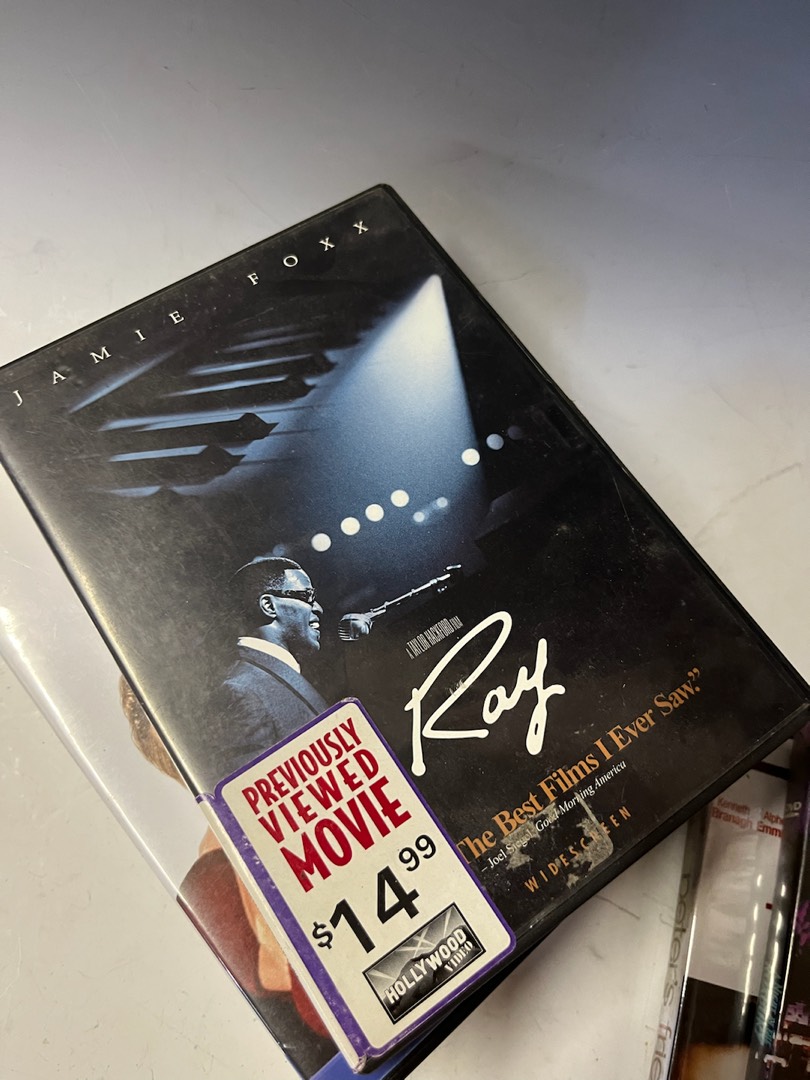 JAMIE FOXX
A TAYLOR HACKFORD FILM
Ray
The Best Films I Ever Saw."
– Joel Siegel, Good Morning America
WIDESCREEN
PREVIOUSLY
VIEWED
MOVIE
$14.99
HOLLYWOOD
VIDEO
Kenneth
Branagh
peter's